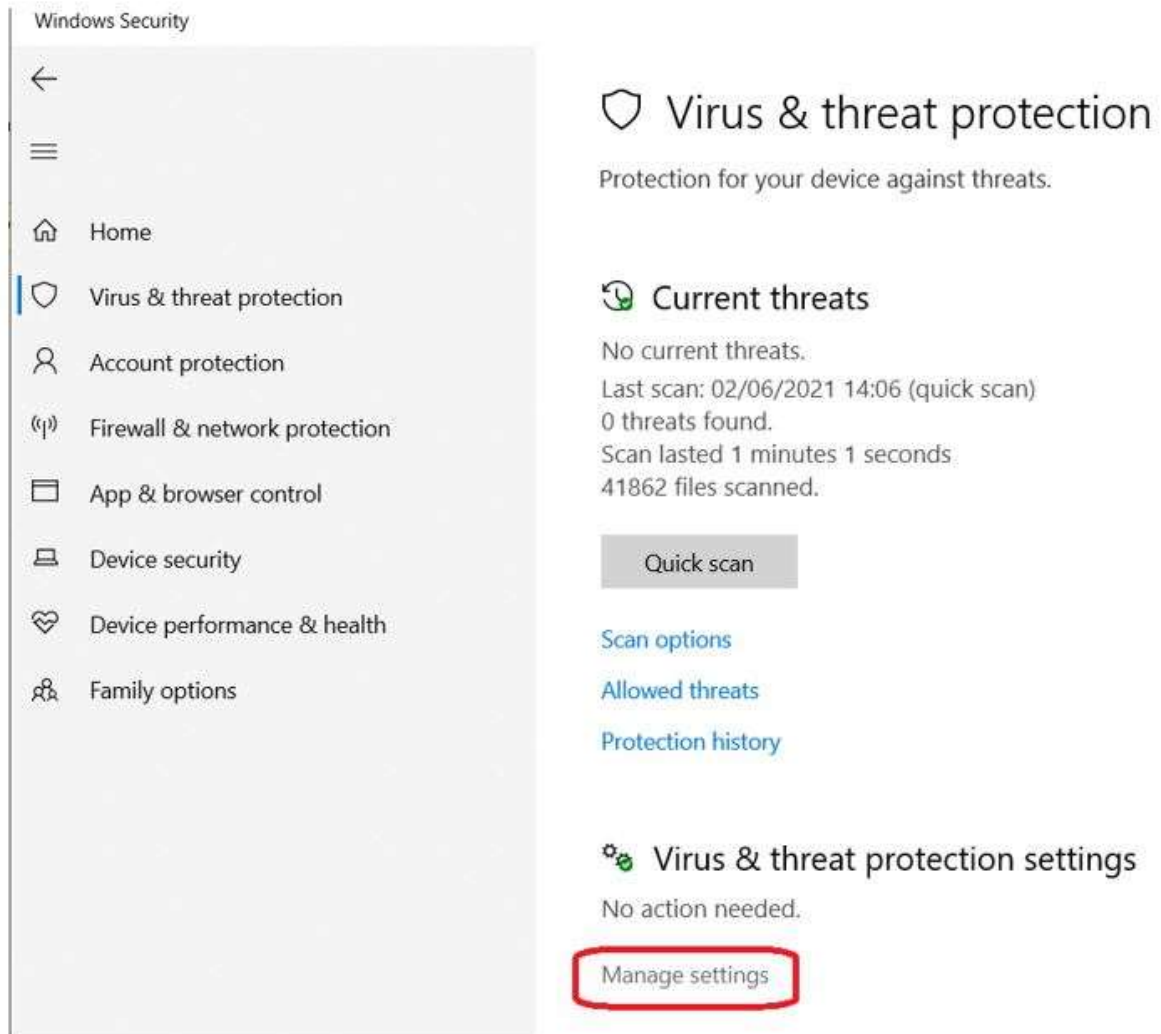 Windows Security
Home
Virus & threat protection
Account protection
Firewall & network protection
App & browser control
Device security
Device performance & health
Family options
Virus & threat protection
Protection for your device against threats.
Current threats
No current threats.
Last scan: 02/06/2021 14:06 (quick scan)
0 threats found.
Scan lasted 1 minutes 1 seconds
41862 files scanned.
Quick scan
Scan options
Allowed threats
Protection history
Virus & threat protection settings
No action needed.
Manage settings